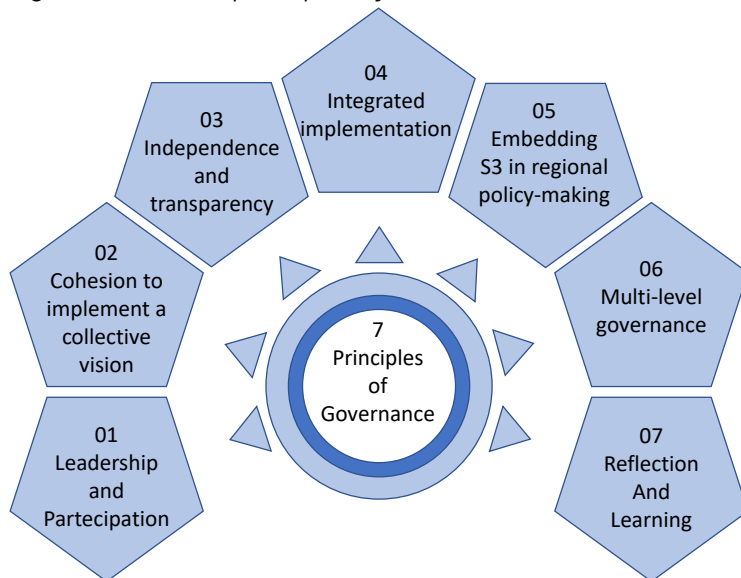 04
Integrated
implementation
03
Independence
and
transparency
05
Embedding
S3 in regional
policy-making
02
Cohesion to
implement a
collective
vision
06
Multi-level
governance
7
Principles
of
Governance
01
Leadership
and
Partecipation
07
Reflection
And
Learning